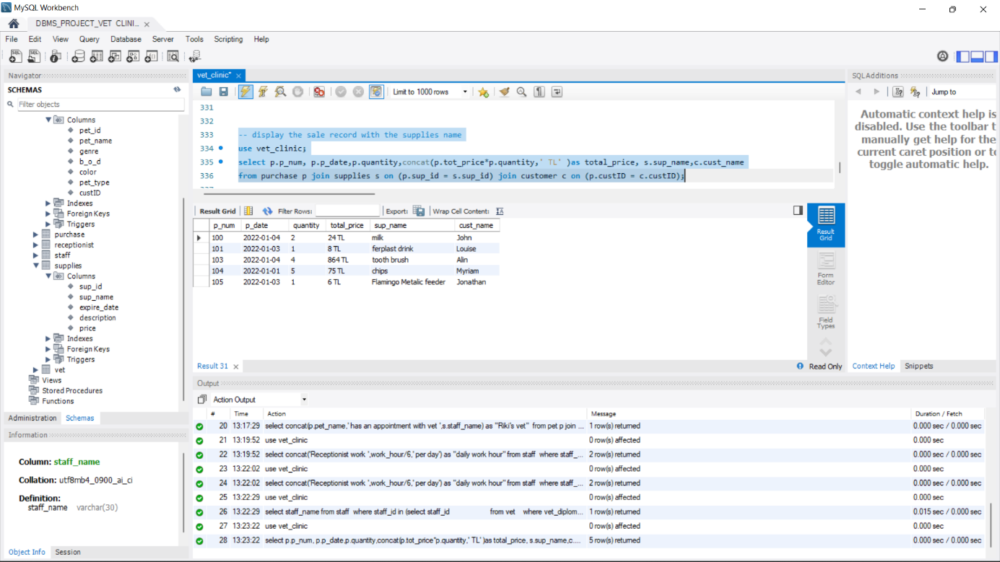 MySQL Workbench
DBMS_PROJECT_VET CLINI...
File Edit View Query Database Server Tools Scripting Help
Navigator
SCHEMAS
Filter objects
Columns
pet_id
pet_name
genre
b_o_d
color
pet_type
custID
Indexes
Foreign Keys
Triggers
purchase
receptionist
staff
supplies
Columns
sup_id
sup_name
expire_date
description
price
Indexes
Foreign Keys
Triggers
vet
Views
Stored Procedures
Functions
Administration Schemas
Information
Column: staff_name
Collation: utf8mb4_0900_ai_ci
Definition:
staff_name varchar(30)
Object Info Session
vet_clinic*
Limit to 1000 rows
331
332
333 -- display the sale record with the supplies name
334 use vet_clinic;
335 select p.p_num, p.p_date,p.quantity,concat(p.tot_price*p.quantity,' TL' )as total_price, s.sup_name,c.cust_name
336 from purchase p join supplies s on (p.sup_id = s.sup_id) join customer c on (p.custID = c.custID);
Result Grid Filter Rows: Export: Wrap Cell Content:
p_num p_date quantity total_price sup_name cust_name
100 2022-01-04 2 24 TL milk John
101 2022-01-03 1 8 TL ferplast drink Louise
103 2022-01-04 4 864 TL tooth brush Alin
104 2022-01-01 5 75 TL chips Myriam
105 2022-01-03 1 6 TL Flamingo Metalic feeder Jonathan
Result Grid
Form Editor
Field Types
Result 31
Read Only
SQLAdditions
Jump to
Automatic context help is
disabled. Use the toolbar t
manually get help for the
current caret position or to
toggle automatic help.
Context Help Snippets
Output
Action Output
# Time Action Message Duration / Fetch
20 13:17:29 select concat(p.pet_name,' has an appointment with vet ',s.staff_name) as "Riki's vet" from pet p join ... 1 row(s) returned 0.000 sec / 0.000 sec
21 13:19:52 use vet_clinic 0 row(s) affected 0.000 sec
22 13:19:52 select concat('Receptionist work ',work_hour/6,' per day') as "daily work hour" from staff where staff_... 2 row(s) returned 0.000 sec / 0.000 sec
23 13:22:02 use vet_clinic 0 row(s) affected 0.000 sec
24 13:22:02 select concat('Receptionist work ',work_hour/6,' per day') as "daily work hour" from staff where staff_... 2 row(s) returned 0.000 sec / 0.000 sec
25 13:22:29 use vet_clinic 0 row(s) affected 0.000 sec
26 13:22:29 select staff_name from staff where staff_id in (select staff_id from vet where vet_diplom... 1 row(s) returned 0.015 sec / 0.000 sec
27 13:23:22 use vet_clinic 0 row(s) affected 0.000 sec
28 13:23:22 select p.p_num, p.p_date,p.quantity,concat(p.tot_price*p.quantity,' TL' )as total_price, s.sup_name,c.... 5 row(s) returned 0.000 sec / 0.000 sec